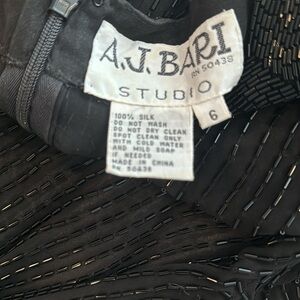 A.J. BARI
RN 50438
STUDIO
6
100% SILK
DO NOT WASH
DO NOT DRY CLEAN
SPOT CLEAN ONLY
WITH COLD WATER
AND MILD SOAP
IF NEEDED
MADE IN CHINA
RN 50438